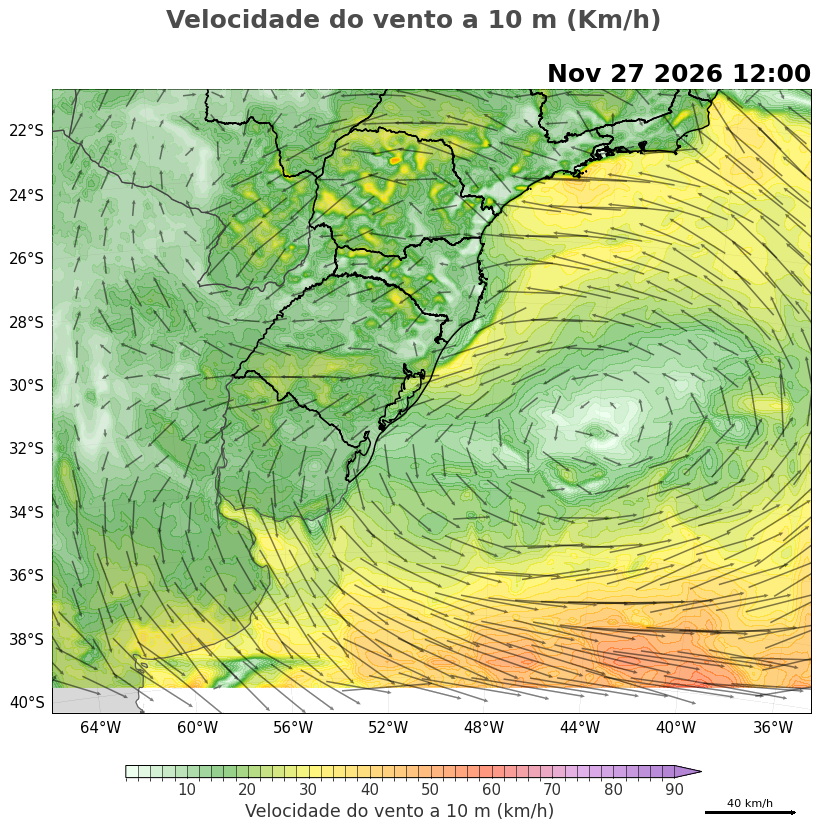 Velocidade do vento a 10 m (Km/h)
Nov 27 2026 12:00
22°S
24°S
26°S
28°S
30°S
32°S
34°S
36°S
38°S
40°S
64°W 60°W 56°W 52°W 48°W 44°W 40°W 36°W
10 20 30 40 50 60 70 80 90
Velocidade do vento a 10 m (km/h)
40 km/h